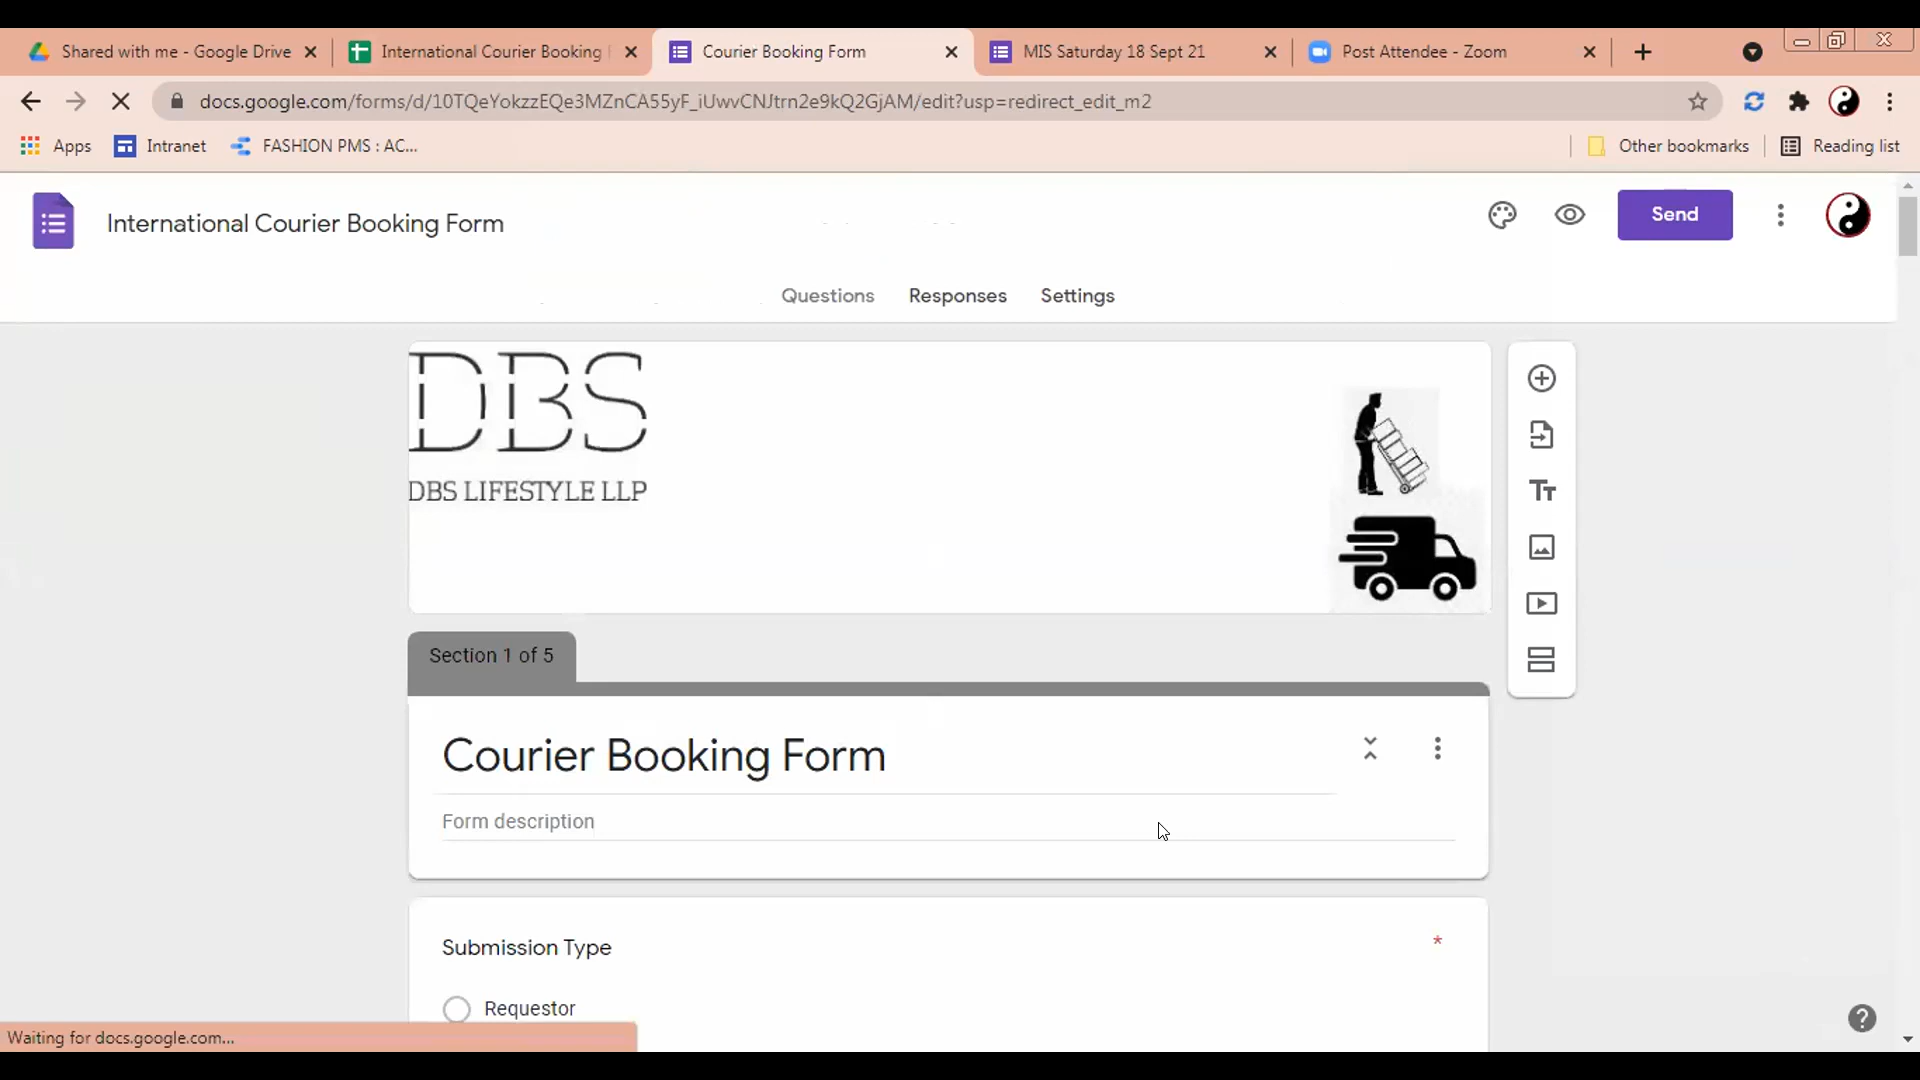 Shared with me - Google Drive
International Courier Booking
Courier Booking Form
MIS Saturday 18 Sept 21
Post Attendee - Zoom
docs.google.com/forms/d/10TQeYokzzEQe3MZnCA55yF_iUwvCNJtrn2e9kQ2GjAM/edit?usp=redirect_edit_m2
Apps
Intranet
FASHION PMS : AC...
Other bookmarks
Reading list
International Courier Booking Form
Send
Questions
Responses
Settings
DBS
DBS LIFESTYLE LLP
Section 1 of 5
Courier Booking Form
Form description
Submission Type
*
Requestor
Waiting for docs.google.com...